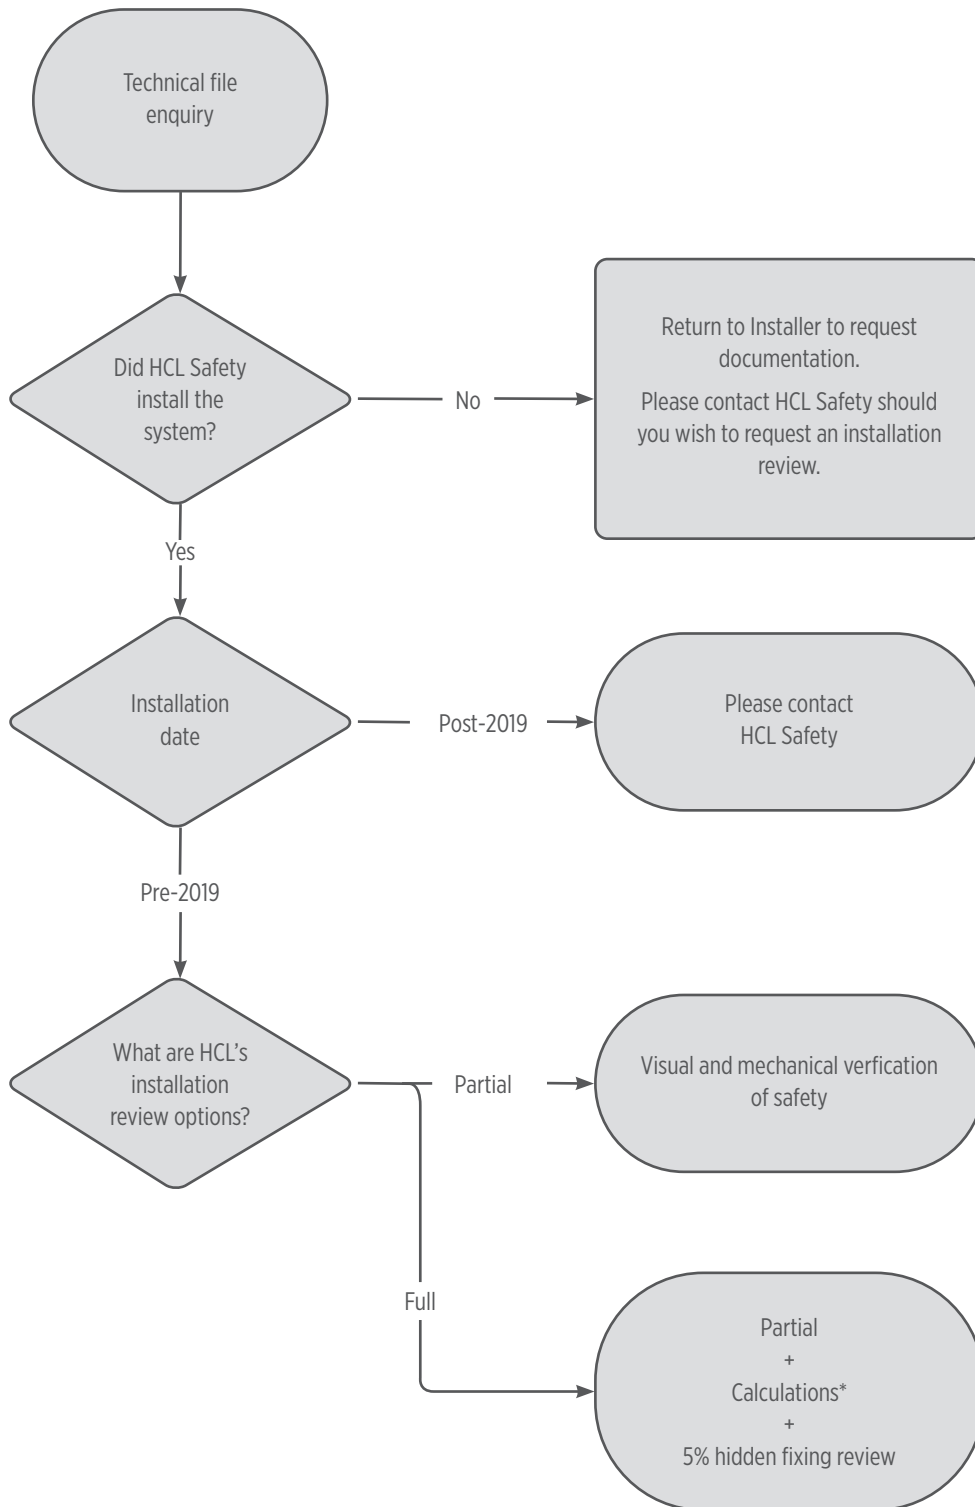 Technical file
enquiry
Did HCL Safety
install the
system?
No
Return to Installer to request
documentation.
Please contact HCL Safety should
you wish to request an installation
review.
Yes
Installation
date
Post-2019
Please contact
HCL Safety
Pre-2019
What are HCL's
installation
review options?
Partial
Visual and mechanical verfication
of safety
Full
Partial
+
Calculations*
+
5% hidden fixing review